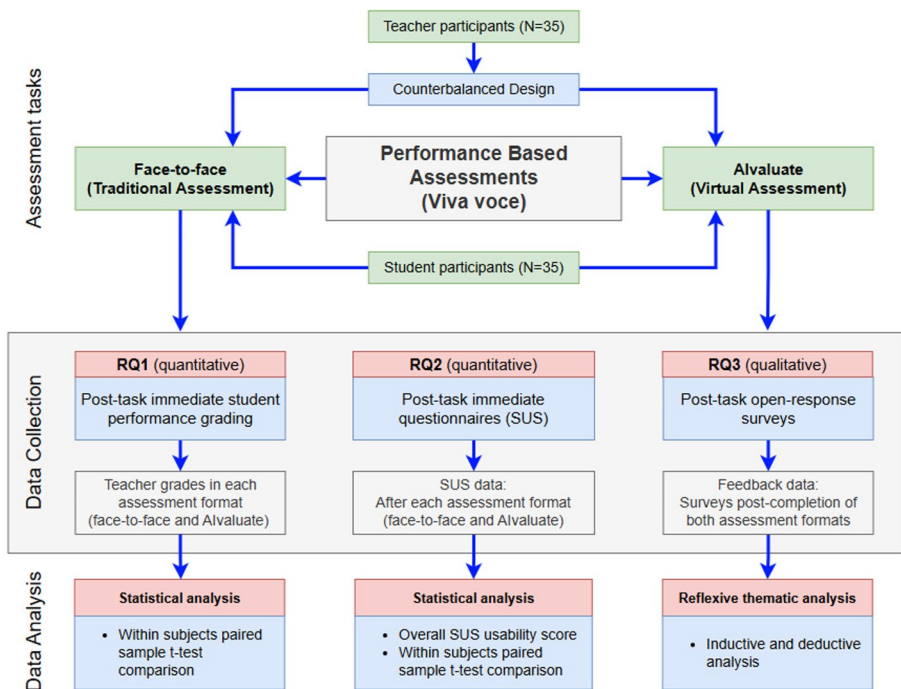 Assessment tasks
Teacher participants (N=35)
Counterbalanced Design
Face-to-face
(Traditional Assessment)
Performance Based
Assessments
(Viva voce)
AIvaluate
(Virtual Assessment)
Student participants (N=35)
Data Collection
RQ1 (quantitative)
Post-task immediate student
performance grading
Teacher grades in each
assessment format
(face-to-face and AIvaluate)
RQ2 (quantitative)
Post-task immediate
questionnaires (SUS)
SUS data:
After each assessment format
(face-to-face and AIvaluate)
RQ3 (qualitative)
Post-task open-response
surveys
Feedback data:
Surveys post-completion of
both assessment formats
Data Analysis
Statistical analysis
• Within subjects paired
sample t-test
comparison
Statistical analysis
• Overall SUS usability score
• Within subjects paired
sample t-test comparison
Reflexive thematic analysis
• Inductive and deductive
analysis